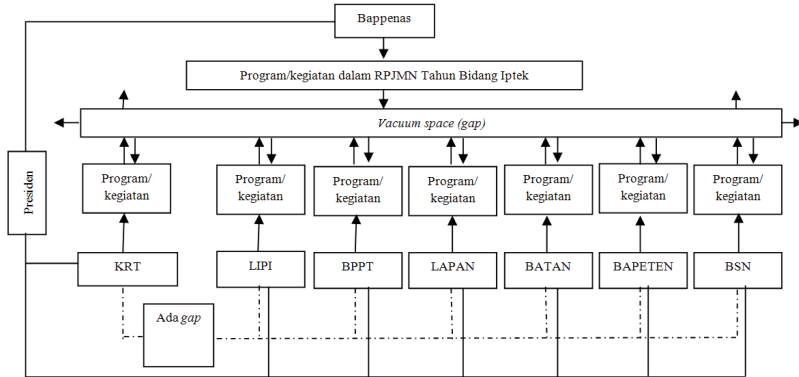 Bappenas
Program/kegiatan dalam RPJMN Tahun Bidang Iptek
Vacuum space (gap)
Presiden
Program/
kegiatan
Program/
kegiatan
Program/
kegiatan
Program/
kegiatan
Program/
kegiatan
Program/
kegiatan
Program/
kegiatan
KRT
LIPI
BPPT
LAPAN
BATAN
BAPETEN
BSN
Ada gap